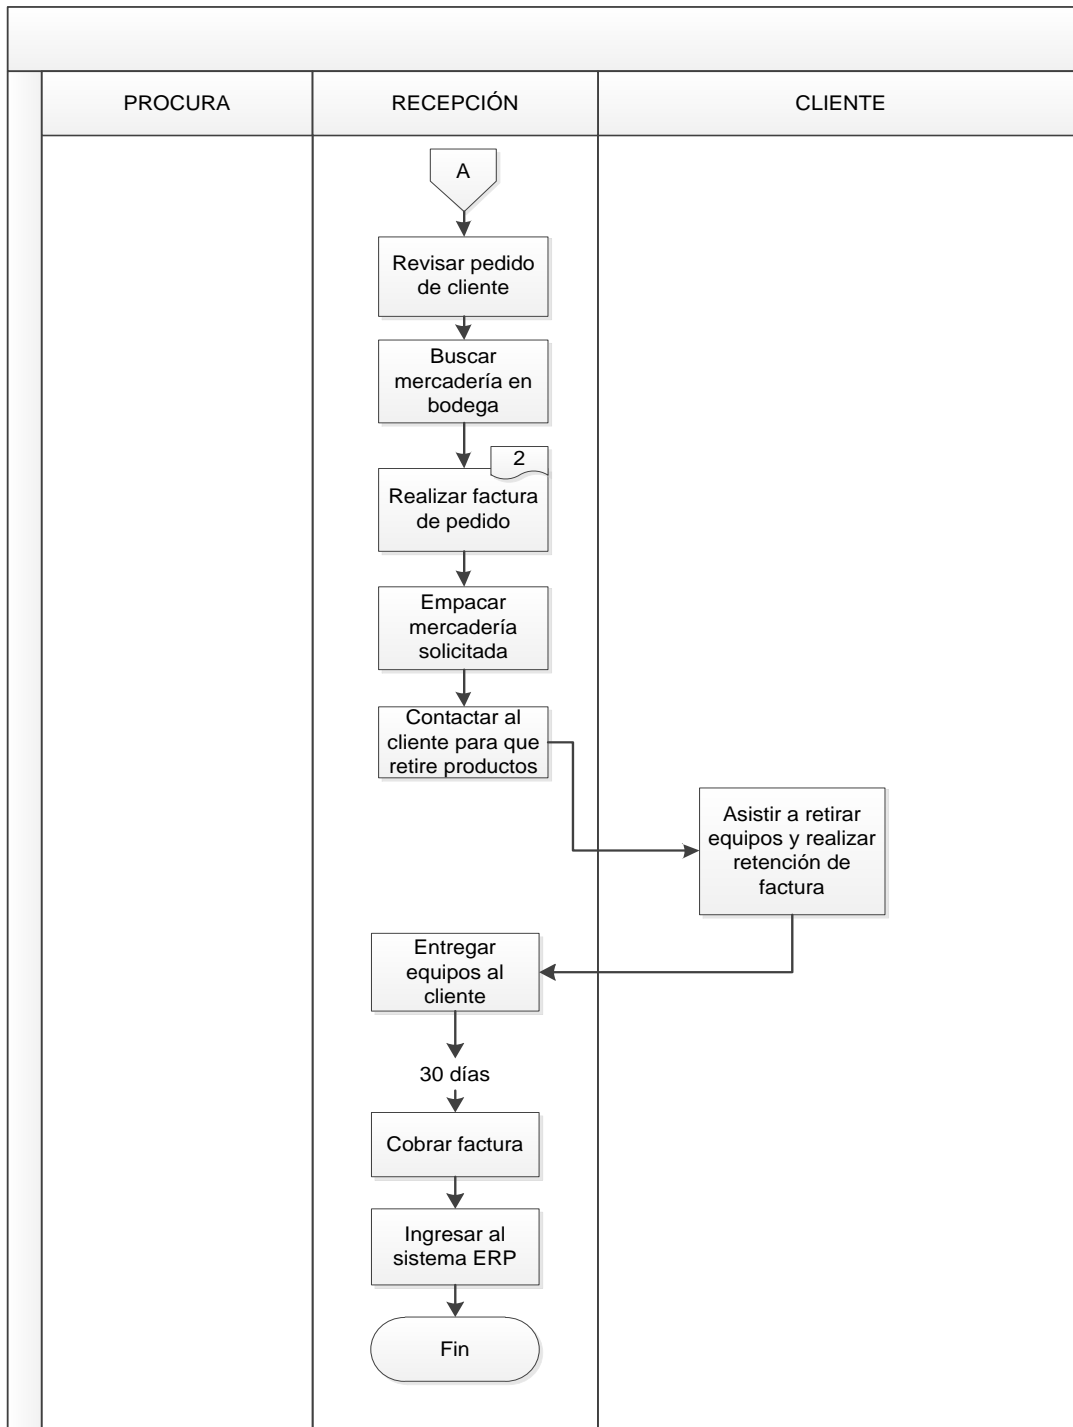 PROCURA
RECEPCIÓN
CLIENTE
A
Revisar pedido
de cliente
Buscar
mercadería en
bodega
2
Realizar factura
de pedido
Empacar
mercadería
solicitada
Contactar al
cliente para que
retire productos
Asistir a retirar
equipos y realizar
retención de
factura
Entregar
equipos al
cliente
30 días
Cobrar factura
Ingresar al
sistema ERP
Fin